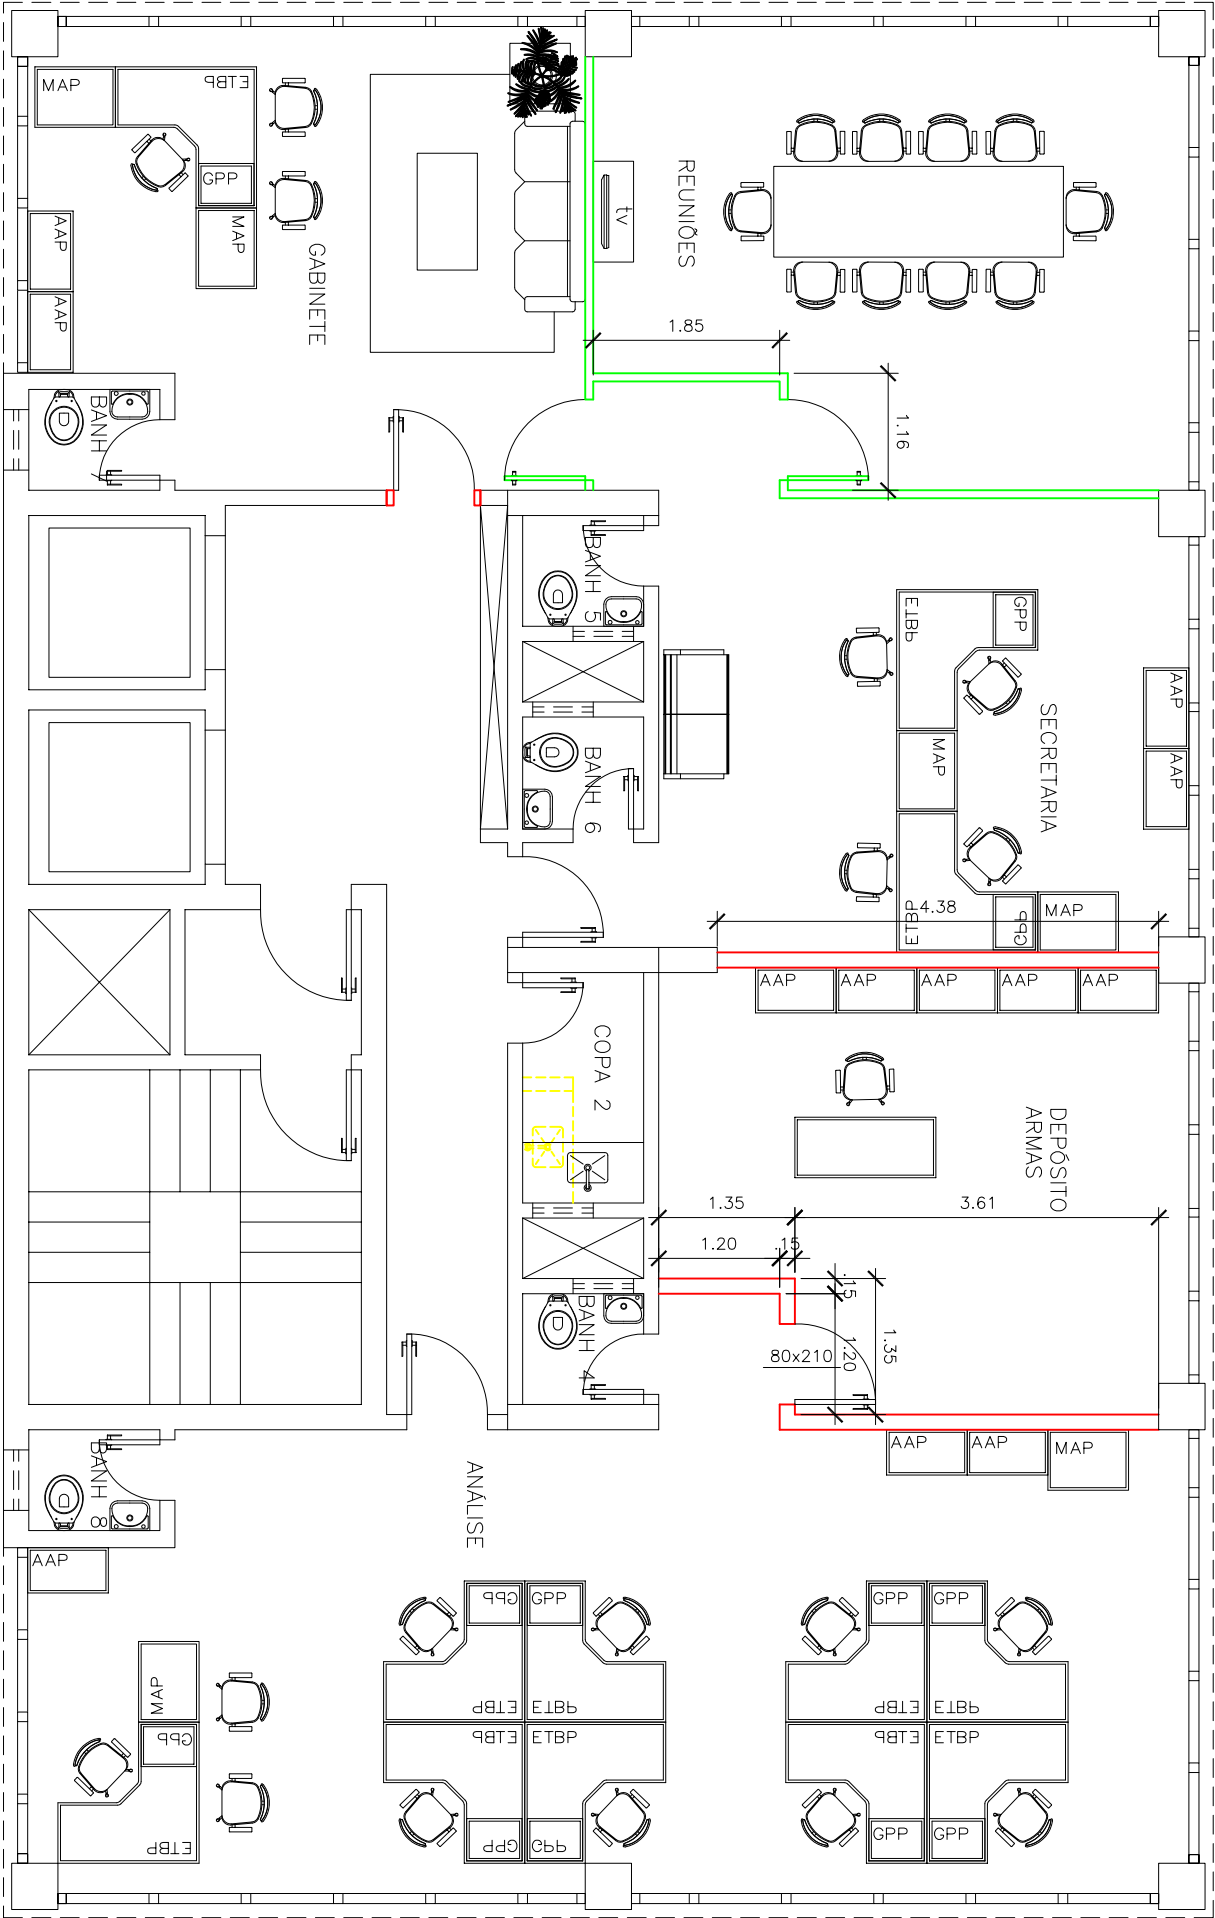 MAP
ETBP
GPP
MAP
AAP
AAP
GABINETE
tv
REUNIÕES
1.85
1.16
BANH 7
BANH 5
BANH 6
ETBP
GPP
MAP
SECRETARIA
AAP
AAP
ETBP
GPP
MAP
4.38
AAP
AAP
AAP
AAP
AAP
COPA 2
DEPÓSITO
ARMAS
1.35
3.61
1.20
.15
.15
1.20
1.35
80x210
BANH 4
BANH 8
ANÁLISE
AAP
AAP
MAP
AAP
MAP
GPP
ETBP
GPP
GPP
ETBP
ETBP
ETBP
ETBP
GPP
GPP
GPP
GPP
ETBP
ETBP
ETBP
ETBP
GPP
GPP